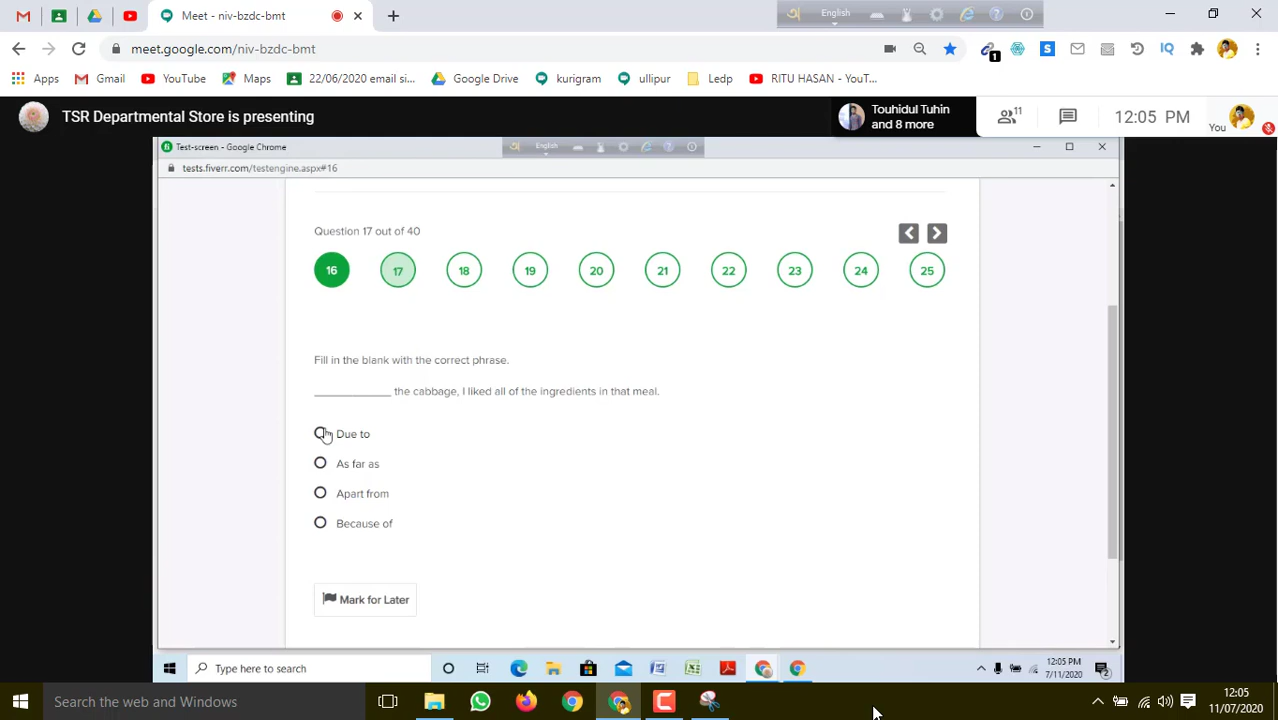 Meet - niv-bzdc-bmt
English
meet.google.com/niv-bzdc-bmt
1
S
IQ
Apps
Gmail
YouTube
Maps
22/06/2020 email si...
Google Drive
kurigram
ullipur
Ledp
RITU HASAN - YouT...
TSR Departmental Store is presenting
Touhidul Tuhin
and 8 more
11
12:05 PM
You
Test-screen - Google Chrome
English
tests.fiverr.com/testengine.aspx#16
Question 17 out of 40
16 17 18 19 20 21 22 23 24 25
Fill in the blank with the correct phrase.
____________ the cabbage, I liked all of the ingredients in that meal.
Due to
As far as
Apart from
Because of
Mark for Later
Type here to search
12:05 PM
7/11/2020
2
Search the web and Windows
12:05
11/07/2020